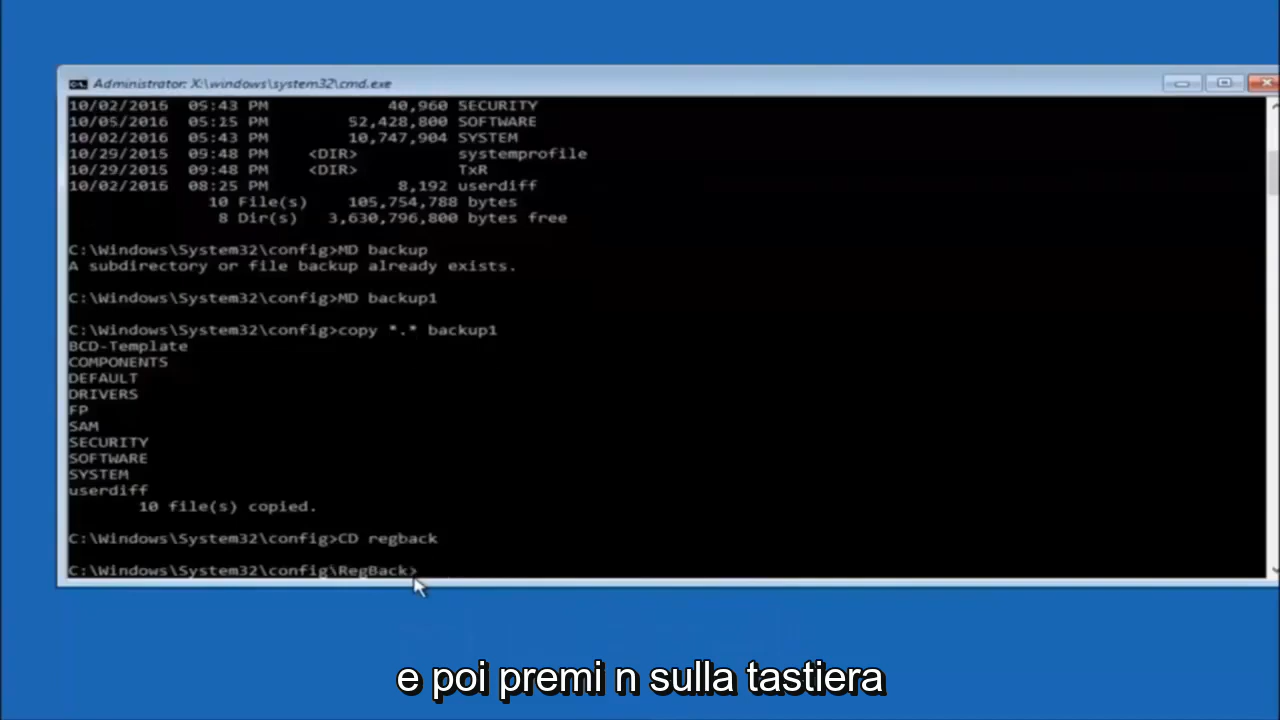 Administrator: X:\windows\system32\cmd.exe
10/02/2016 05:43 PM 40,960 SECURITY
10/05/2016 05:15 PM 52,428,800 SOFTWARE
10/02/2016 05:43 PM 10,747,904 SYSTEM
10/29/2015 09:48 PM <DIR> systemprofile
10/29/2015 09:48 PM <DIR> TxR
10/02/2016 08:25 PM 8,192 userdiff
10 File(s) 105,754,788 bytes
8 Dir(s) 3,630,796,800 bytes free
C:\Windows\System32\config>MD backup
A subdirectory or file backup already exists.
C:\Windows\System32\config>MD backup1
C:\Windows\System32\config>copy *.* backup1
BCD-Template
COMPONENTS
DEFAULT
DRIVERS
FP
SAM
SECURITY
SOFTWARE
SYSTEM
userdiff
10 file(s) copied.
C:\Windows\System32\config>CD regback
C:\Windows\System32\config\RegBack>
e poi premi n sulla tastiera